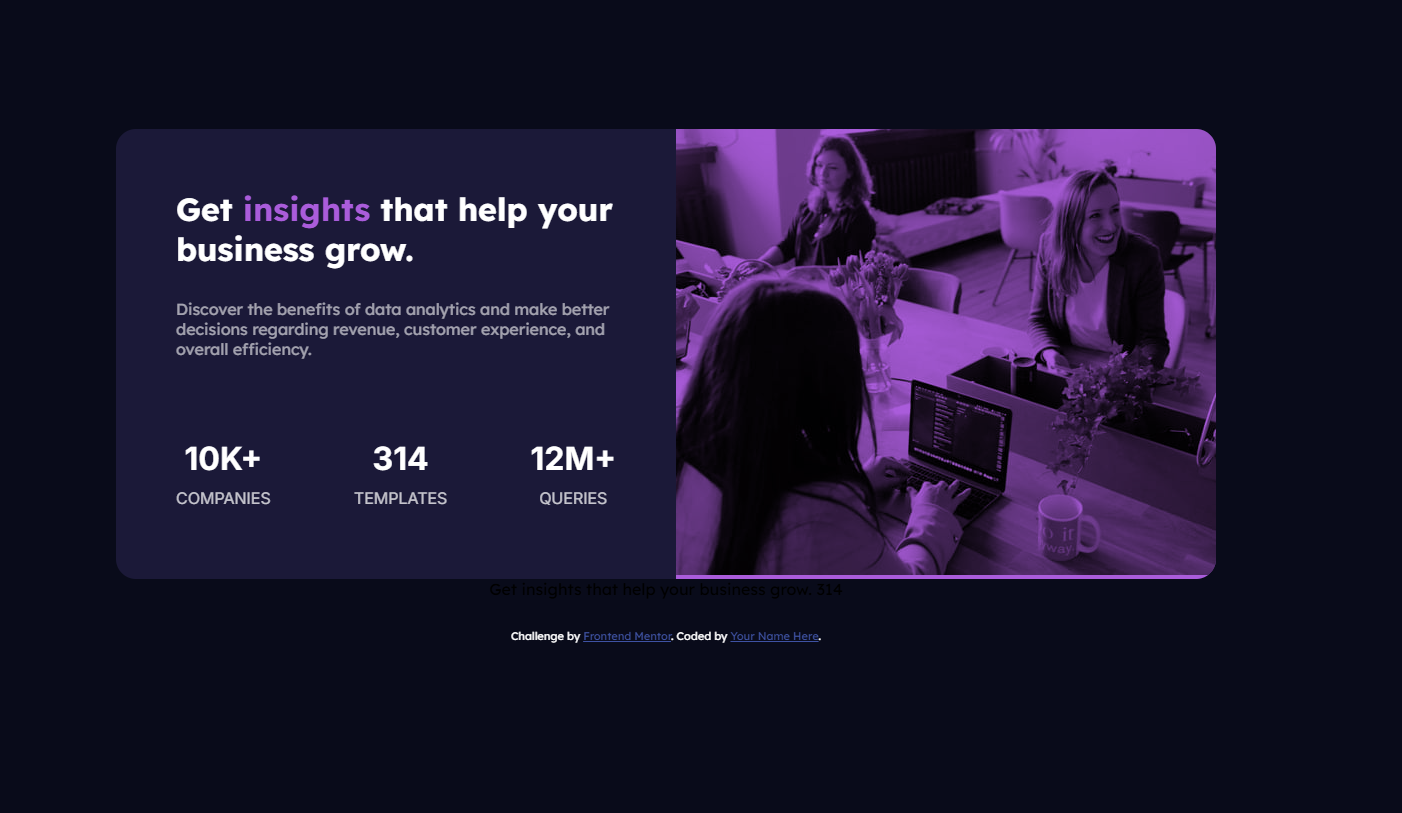 Get insights that help your
business grow.
Discover the benefits of data analytics and make better
decisions regarding revenue, customer experience, and
overall efficiency.
10K+ 314 12M+
COMPANIES TEMPLATES QUERIES
Get insights that help your business grow. 314
Challenge by Frontend Mentor. Coded by Your Name Here.